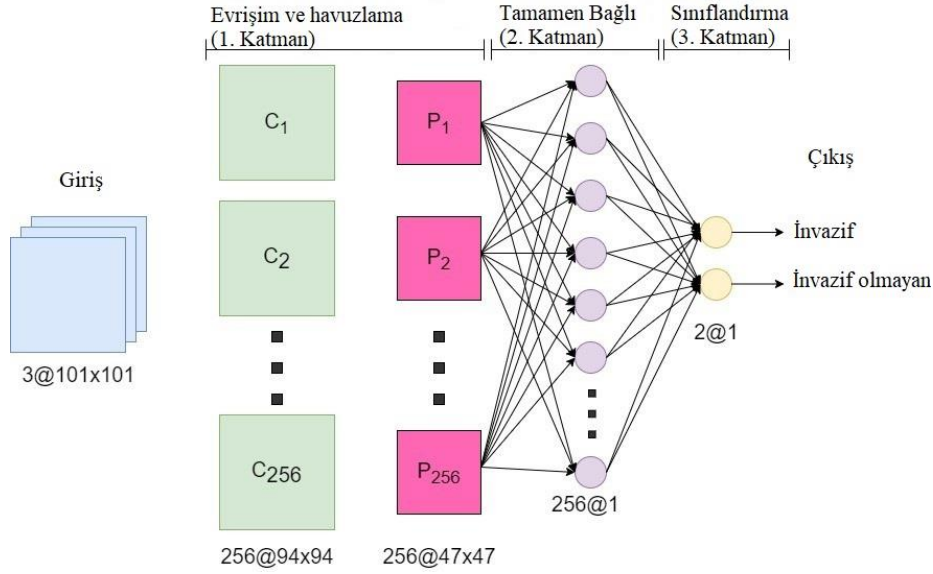 Evrişim ve havuzlama
(1. Katman)
Tamamen Bağlı
(2. Katman)
Sınıflandırma
(3. Katman)
Giriş
3@101x101
C1
C2
C256
256@94x94
P1
P2
P256
256@47x47
256@1
2@1
Çıkış
İnvazif
İnvazif olmayan